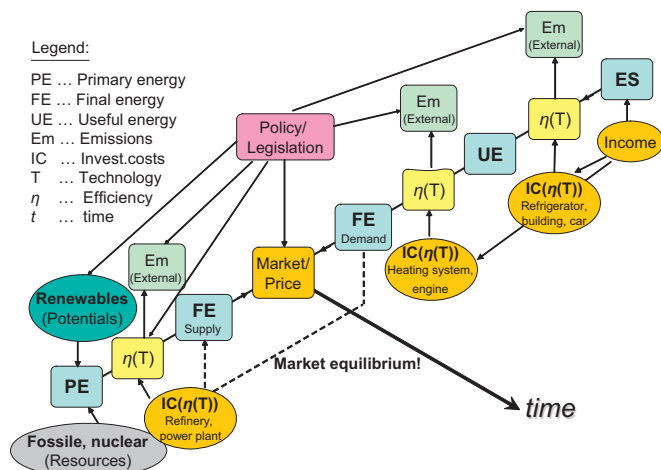 Legend:
PE … Primary energy
FE … Final energy
UE … Useful energy
Em … Emissions
IC … Invest.costs
T … Technology
η … Efficiency
t … time
Em
(External)
ES
Em
(External)
η(T)
Policy/
Legislation
Income
UE
η(T)
IC(η(T))
Refrigerator,
building, car
FE
Demand
Em
(External)
IC(η(T))
Heating system,
engine
Market/
Price
Renewables
(Potentials)
FE
Supply
η(T)
Market equilibrium!
PE
time
IC(η(T))
Refinery,
power plant
Fossile, nuclear
(Resources)